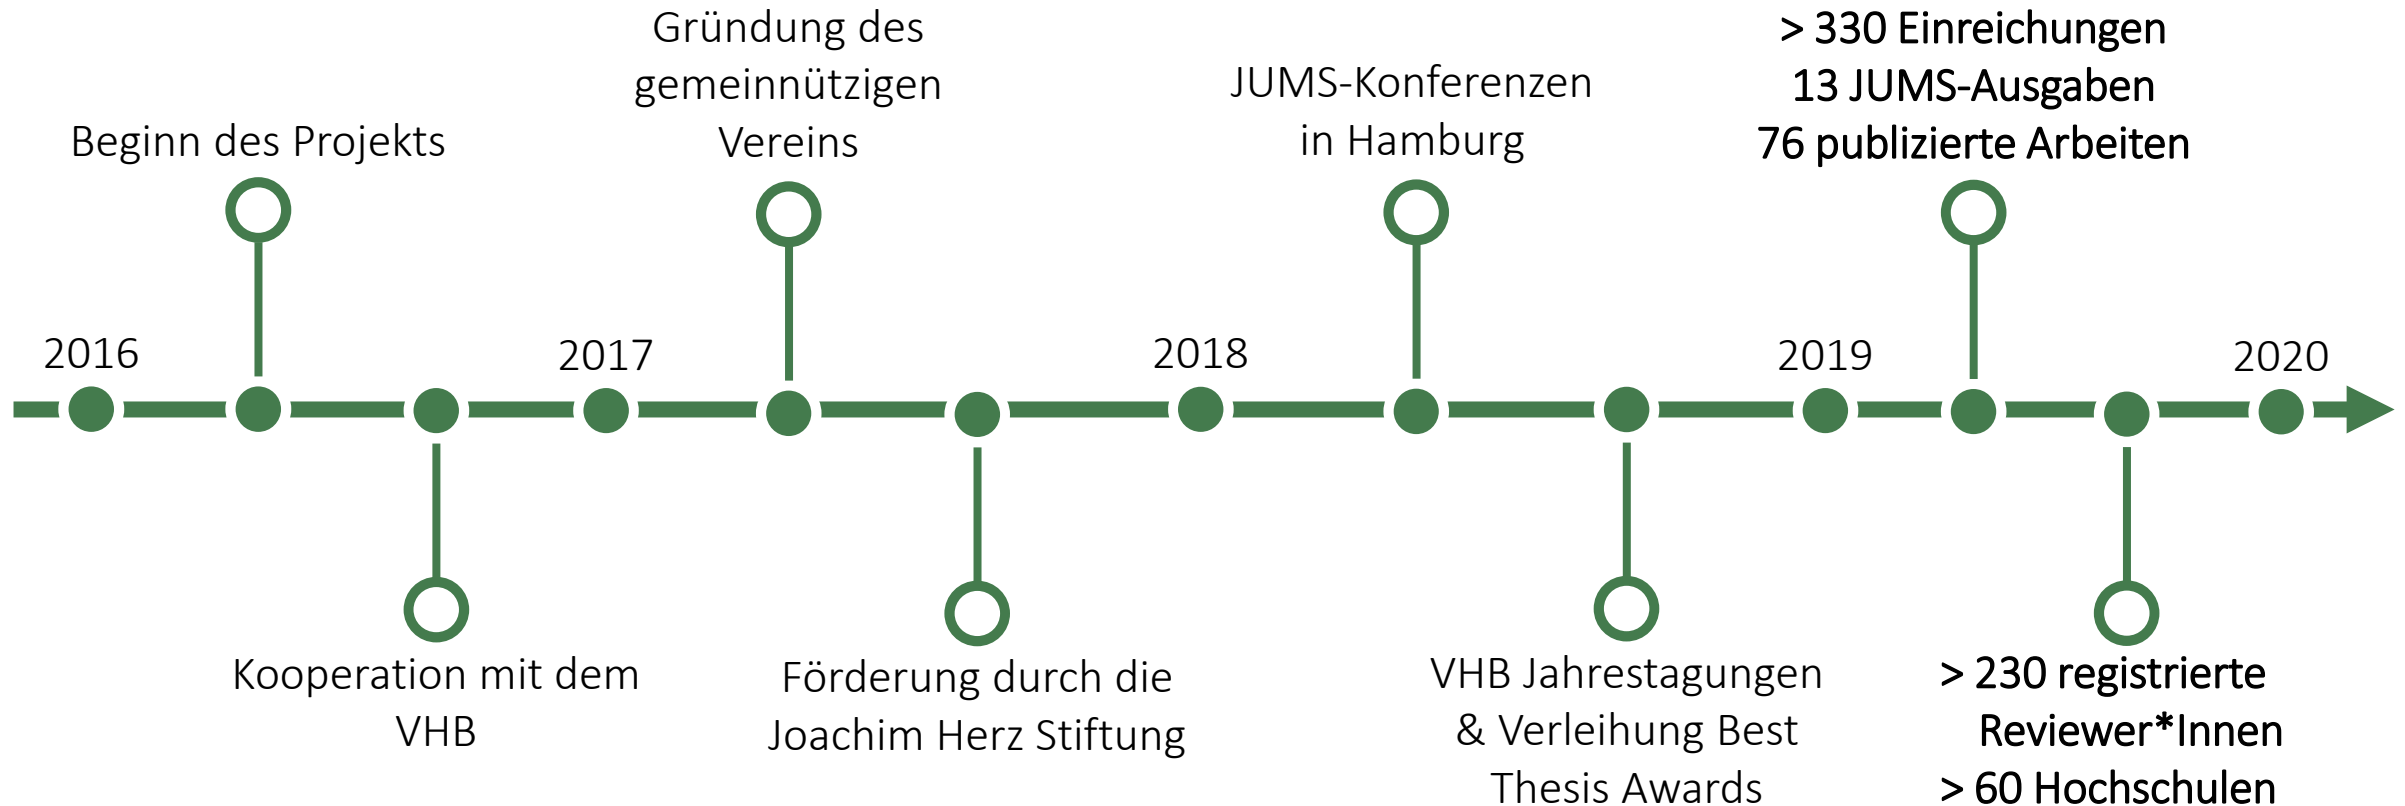 Beginn des Projekts
Gründung des
gemeinnützigen
Vereins
JUMS-Konferenzen
in Hamburg
> 330 Einreichungen
13 JUMS-Ausgaben
76 publizierte Arbeiten
2016
2017
2018
2019
2020
Kooperation mit dem
VHB
Förderung durch die
Joachim Herz Stiftung
VHB Jahrestagungen
& Verleihung Best
Thesis Awards
> 230 registrierte
Reviewer*Innen
> 60 Hochschulen